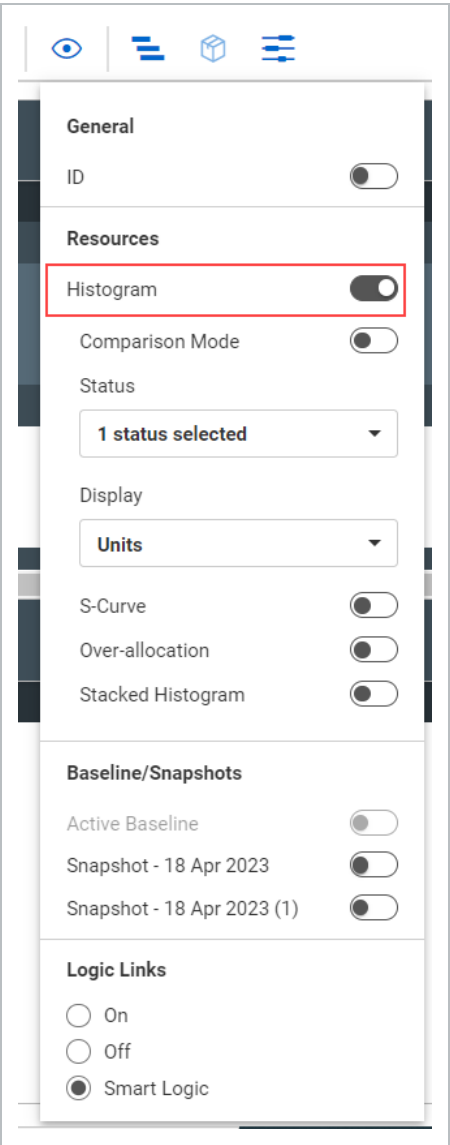 General
ID
Resources
Histogram
Comparison Mode
Status
1 status selected
Display
Units
S-Curve
Over-allocation
Stacked Histogram
Baseline/Snapshots
Active Baseline
Snapshot - 18 Apr 2023
Snapshot - 18 Apr 2023 (1)
Logic Links
On
Off
Smart Logic